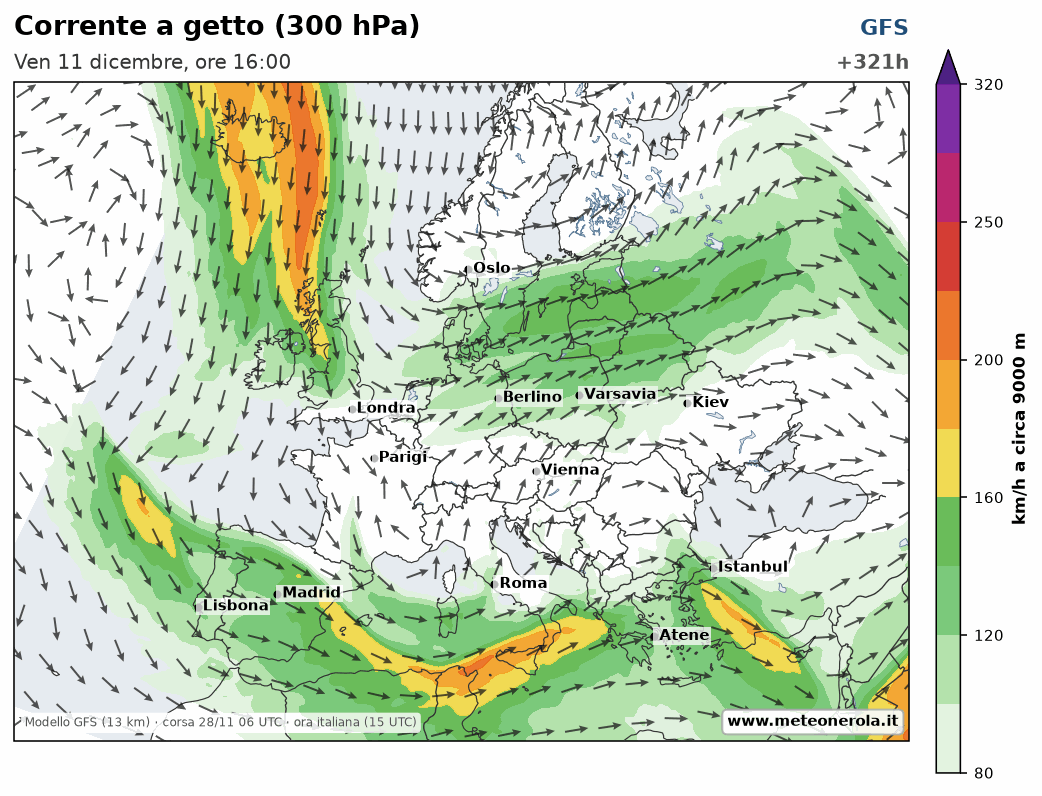 Corrente a getto (300 hPa)
GFS
Ven 11 dicembre, ore 16:00
+321h
320
250
200
160
120
80
km/h a circa 9000 m
Oslo
Londra
Berlino
Varsavia
Kiev
Parigi
Vienna
Istanbul
Roma
Madrid
Lisbona
Atene
Modello GFS (13 km) · corsa 28/11 06 UTC · ora italiana (15 UTC)
www.meteonerola.it